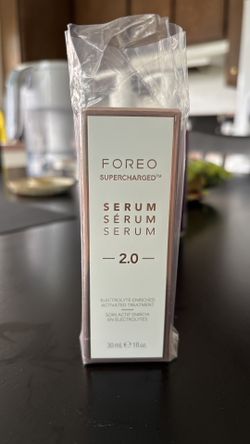 FOREO
SUPERCHARGED™
SERUM
SÉRUM
SERUM
2.0
ELECTROLYTE ENRICHED
ACTIVATED TREATMENT
SOIN ACTIF ENRICHI
EN ÉLECTROLYTES
30 mL ℮ 1 fl.oz.